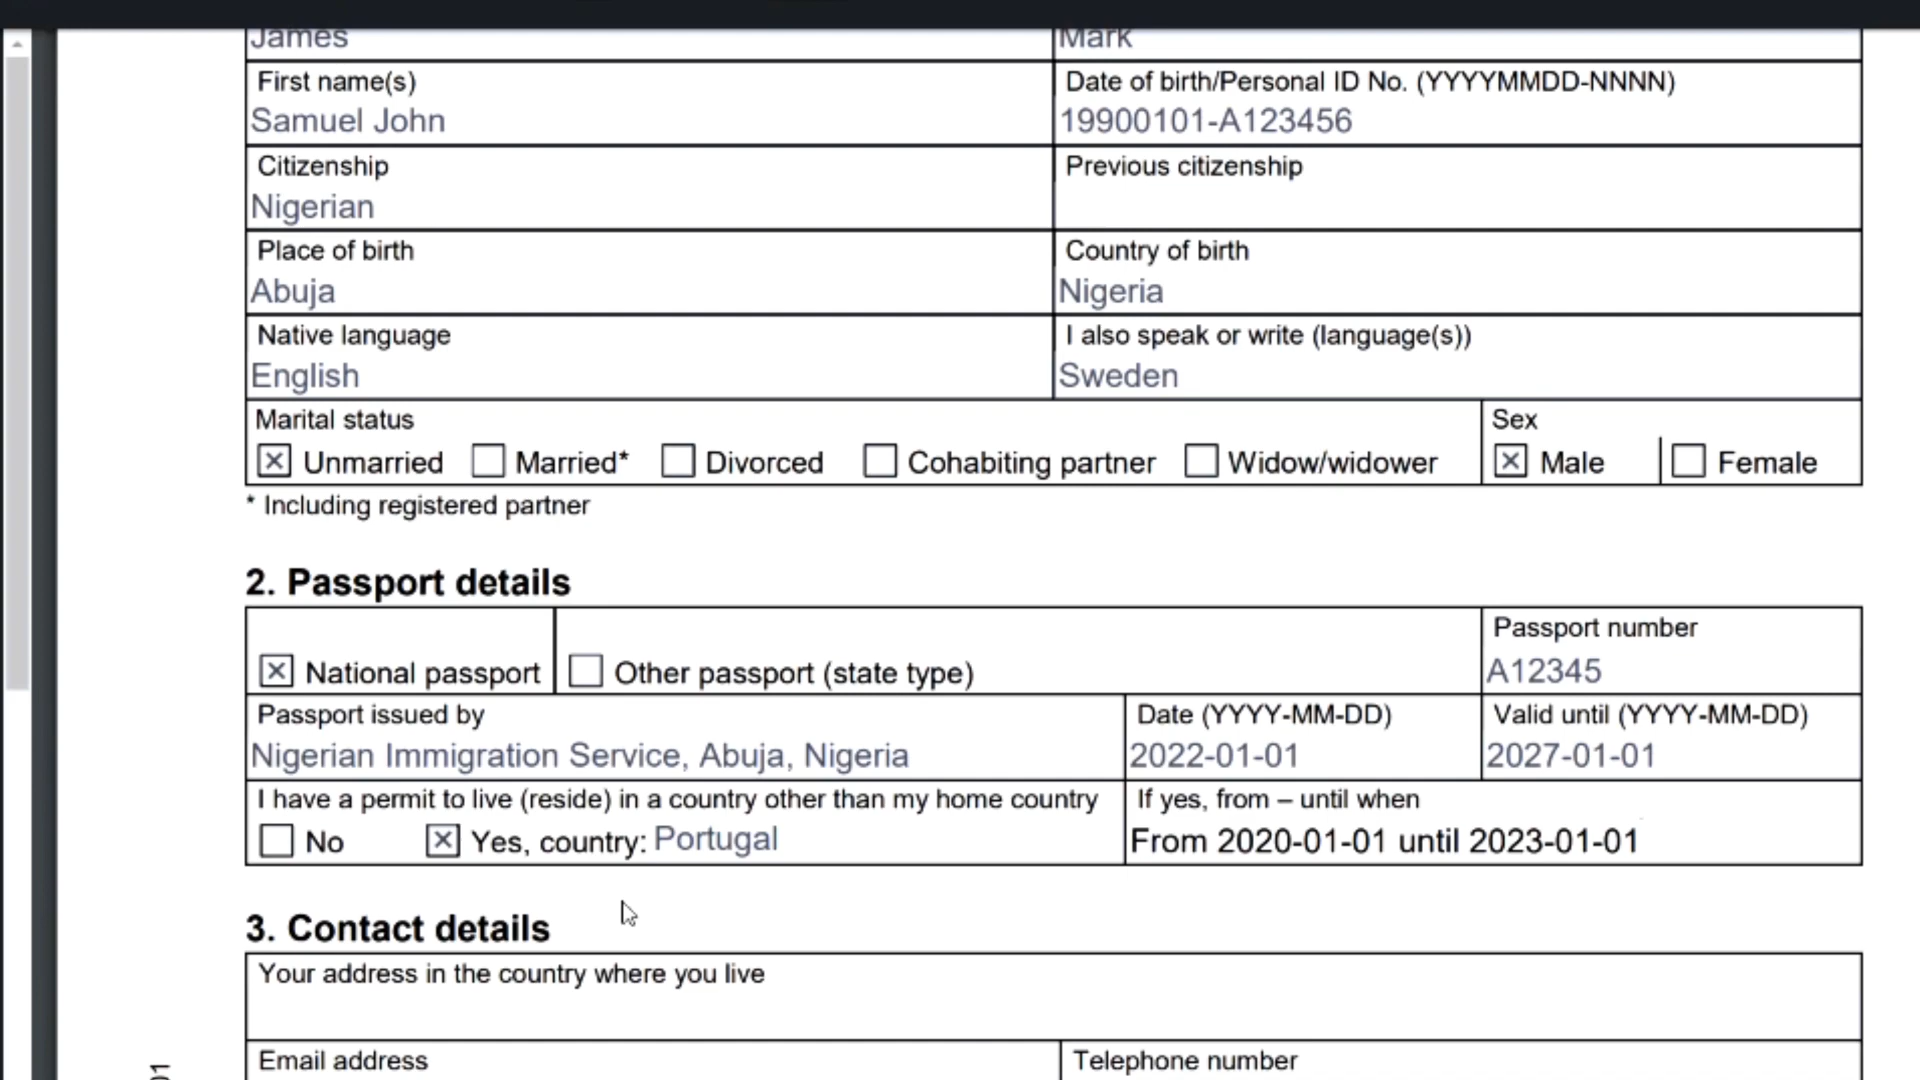 James Mark
First name(s) Date of birth/Personal ID No. (YYYYMMDD-NNNN)
Samuel John 19900101-A123456
Citizenship Previous citizenship
Nigerian
Place of birth Country of birth
Abuja Nigeria
Native language I also speak or write (language(s))
English Sweden
Marital status Sex
Unmarried Married* Divorced Cohabiting partner Widow/widower Male Female
* Including registered partner
2. Passport details
Passport number
National passport Other passport (state type) A12345
Passport issued by Date (YYYY-MM-DD) Valid until (YYYY-MM-DD)
Nigerian Immigration Service, Abuja, Nigeria 2022-01-01 2027-01-01
I have a permit to live (reside) in a country other than my home country If yes, from – until when
No Yes, country: Portugal From 2020-01-01 until 2023-01-01
3. Contact details
Your address in the country where you live
Email address Telephone number
01